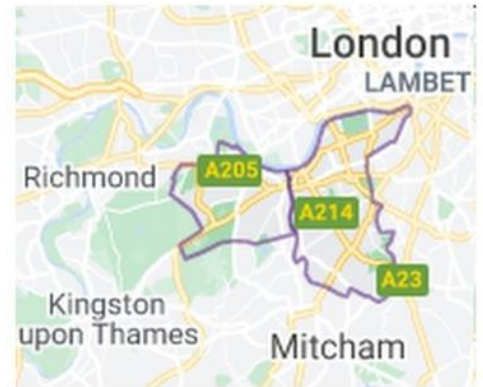 London
LAMBET
A205
Richmond
A214
A23
Kingston
upon Thames
Mitcham